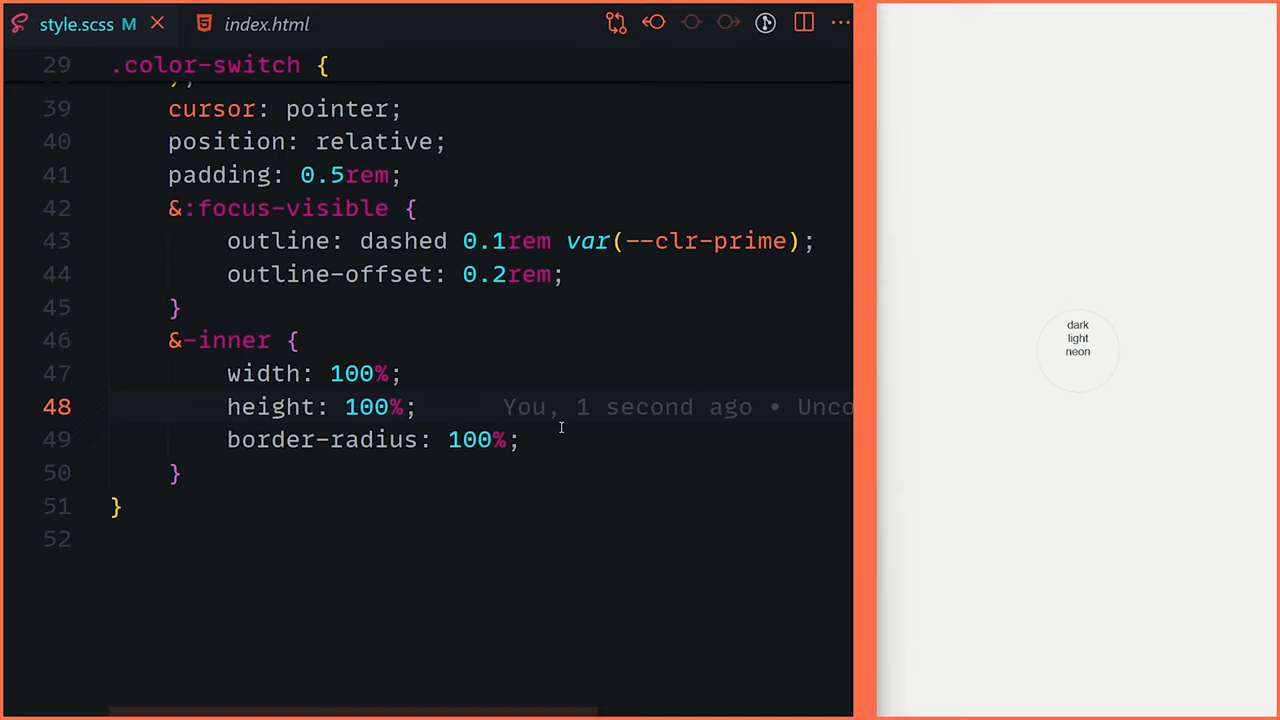 style.scss M
index.html
29 .color-switch {
39 cursor: pointer;
40 position: relative;
41 padding: 0.5rem;
42 &:focus-visible {
43 outline: dashed 0.1rem var(--clr-prime);
44 outline-offset: 0.2rem;
45 }
46 &-inner {
47 width: 100%;
48 height: 100%; You, 1 second ago • Unco
49 border-radius: 100%;
50 }
51 }
52
dark
light
neon